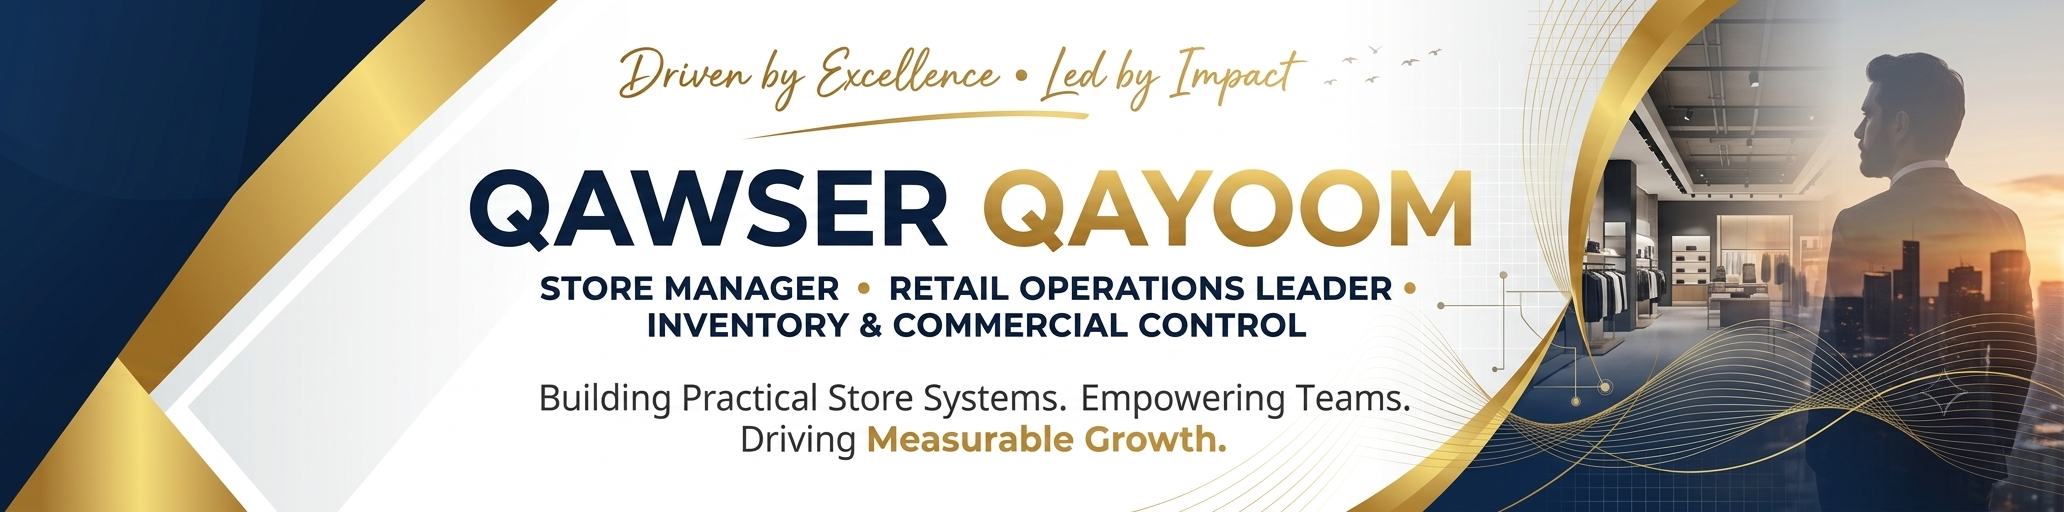 Driven by Excellence • Led by Impact
QAWSER QAYOOM
STORE MANAGER • RETAIL OPERATIONS LEADER •
INVENTORY & COMMERCIAL CONTROL
Building Practical Store Systems. Empowering Teams.
Driving Measurable Growth.